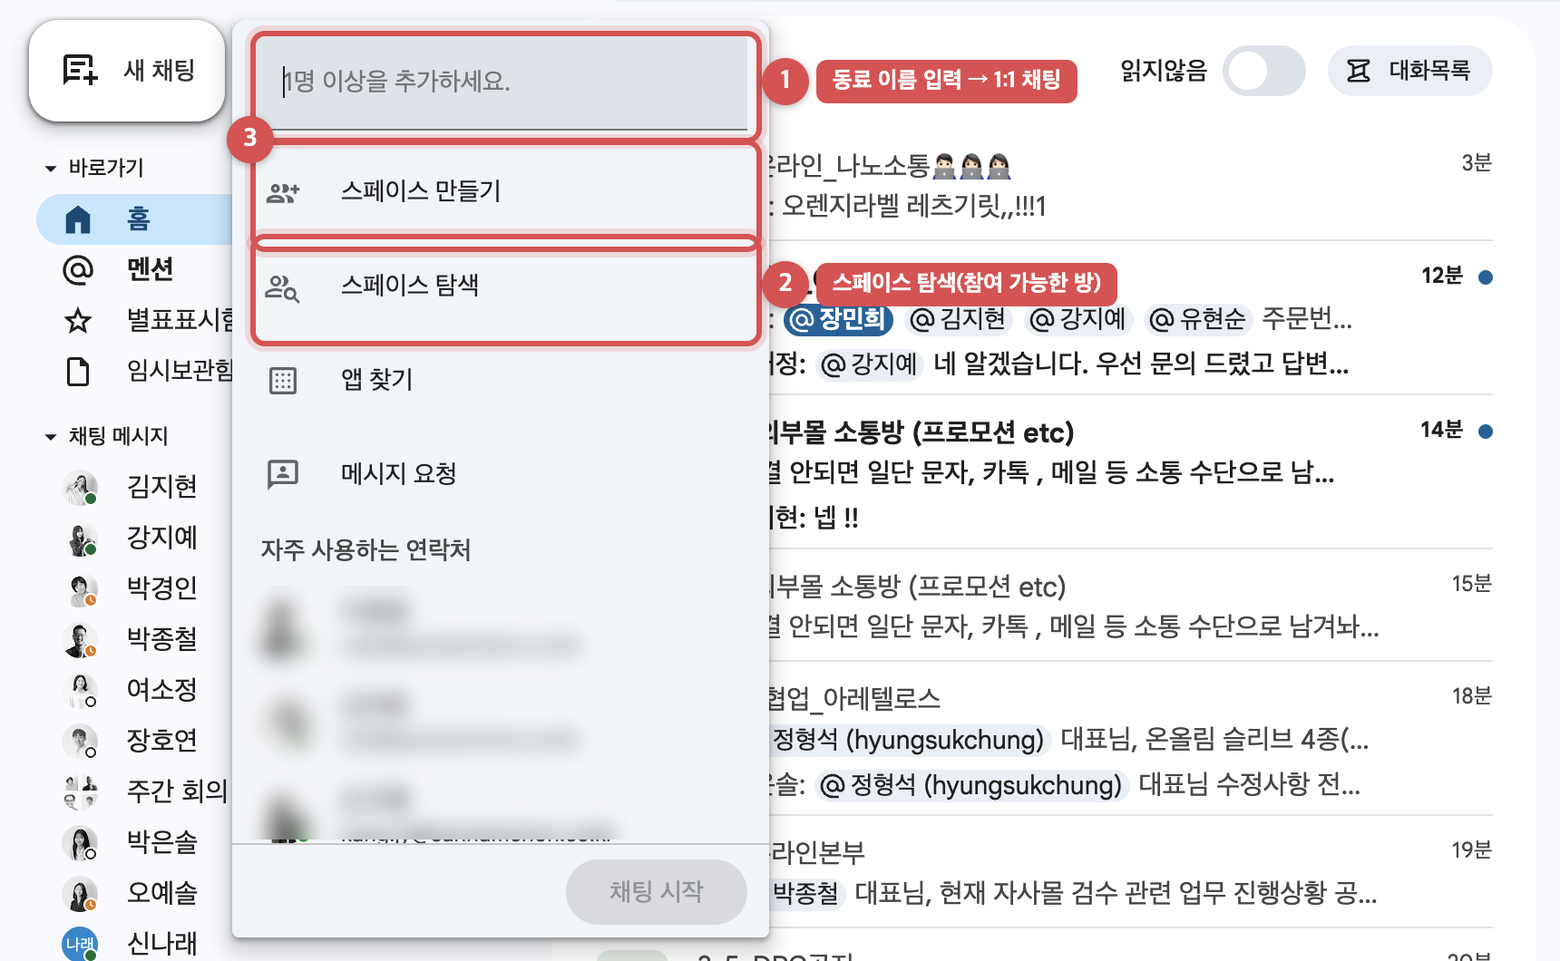 새 채팅
바로가기
홈
멘션
별표표시함
임시보관함
채팅 메시지
김지현
강지예
박경인
박종철
여소정
장호연
주간 회의
박은솔
오예솔
나래 신나래
1명 이상을 추가하세요.
3
스페이스 만들기
스페이스 탐색
앱 찾기
메시지 요청
자주 사용하는 연락처
채팅 시작
1 동료 이름 입력 → 1:1 채팅
2 스페이스 탐색(참여 가능한 방)
읽지않음
대화목록
라인_나노소통 3분
: 오렌지라벨 레츠기릿,,!!!1
12분
: @장민희 @김지현 @강지예 @유현순 주문번...
정: @강지예 네 알겠습니다. 우선 문의 드렸고 답변...
부몰 소통방 (프로모션 etc) 14분
안되면 일단 문자, 카톡 , 메일 등 소통 수단으로 남...
현: 넵 !!
부몰 소통방 (프로모션 etc) 15분
안되면 일단 문자, 카톡 , 메일 등 소통 수단으로 남겨놔...
협업_아레텔로스 18분
정형석 (hyungsukchung) 대표님, 온올림 슬리브 4종(...
솔: @정형석 (hyungsukchung) 대표님 수정사항 전...
라인본부 19분
박종철 대표님, 현재 자사몰 검수 관련 업무 진행상황 공...